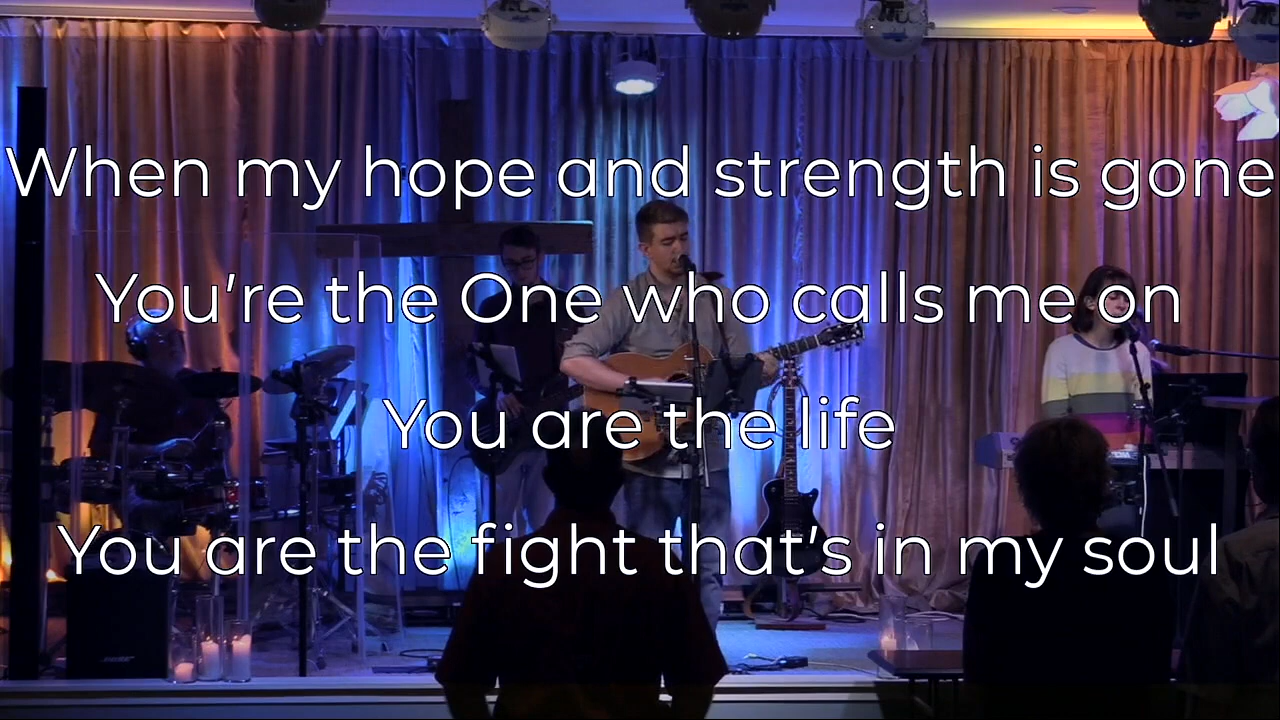 When my hope and strength is gone
You're the One who calls me on
You are the life
You are the fight that's in my soul